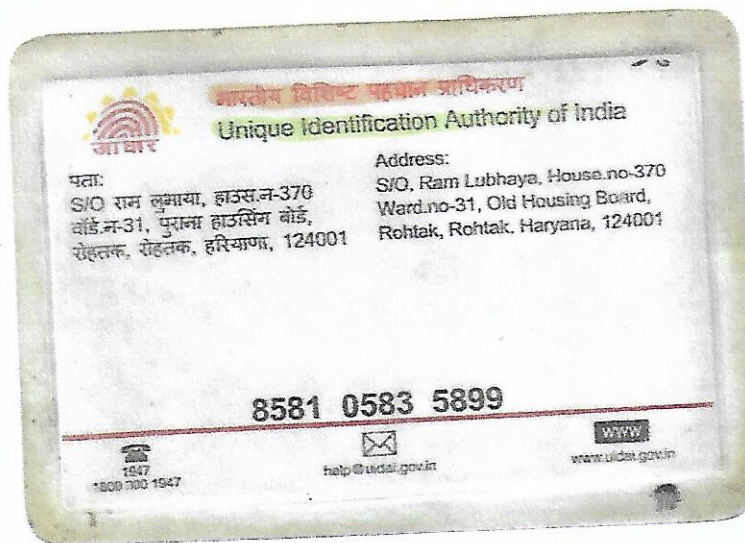 भारतीय विशिष्ट पहचान प्राधिकरण
Unique Identification Authority of India
आधार
पता:
S/O राम लुभाया, हाउस.न-370
वॉर्ड.न-31, पुराना हाउसिंग बोर्ड,
रोहतक, रोहतक, हरियाणा, 124001
Address:
S/O, Ram Lubhaya, House.no-370
Ward.no-31, Old Housing Board,
Rohtak, Rohtak, Haryana, 124001
8581 0583 5899
1947
1800 300 1947
help@uidai.gov.in
www
www.uidai.gov.in